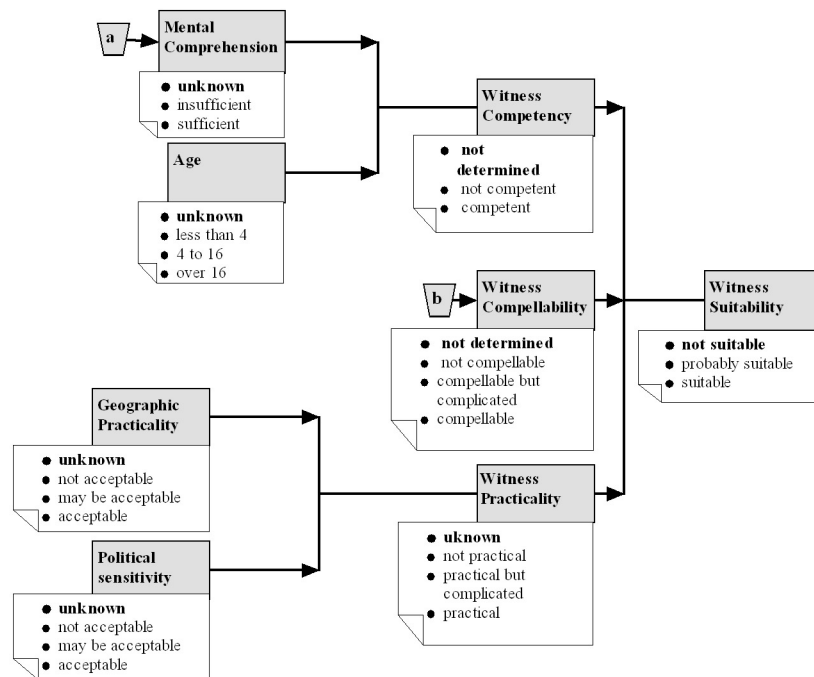 a
Mental
Comprehension
● unknown
● insufficient
● sufficient
Age
● unknown
● less than 4
● 4 to 16
● over 16
Witness
Competency
● not
determined
● not competent
● competent
b
Witness
Compellability
● not determined
● not compellable
● compellable but
complicated
● compellable
Witness
Suitability
● not suitable
● probably suitable
● suitable
Geographic
Practicality
● unknown
● not acceptable
● may be acceptable
● acceptable
Political
sensitivity
● unknown
● not acceptable
● may be acceptable
● acceptable
Witness
Practicality
● uknown
● not practical
● practical but
complicated
● practical